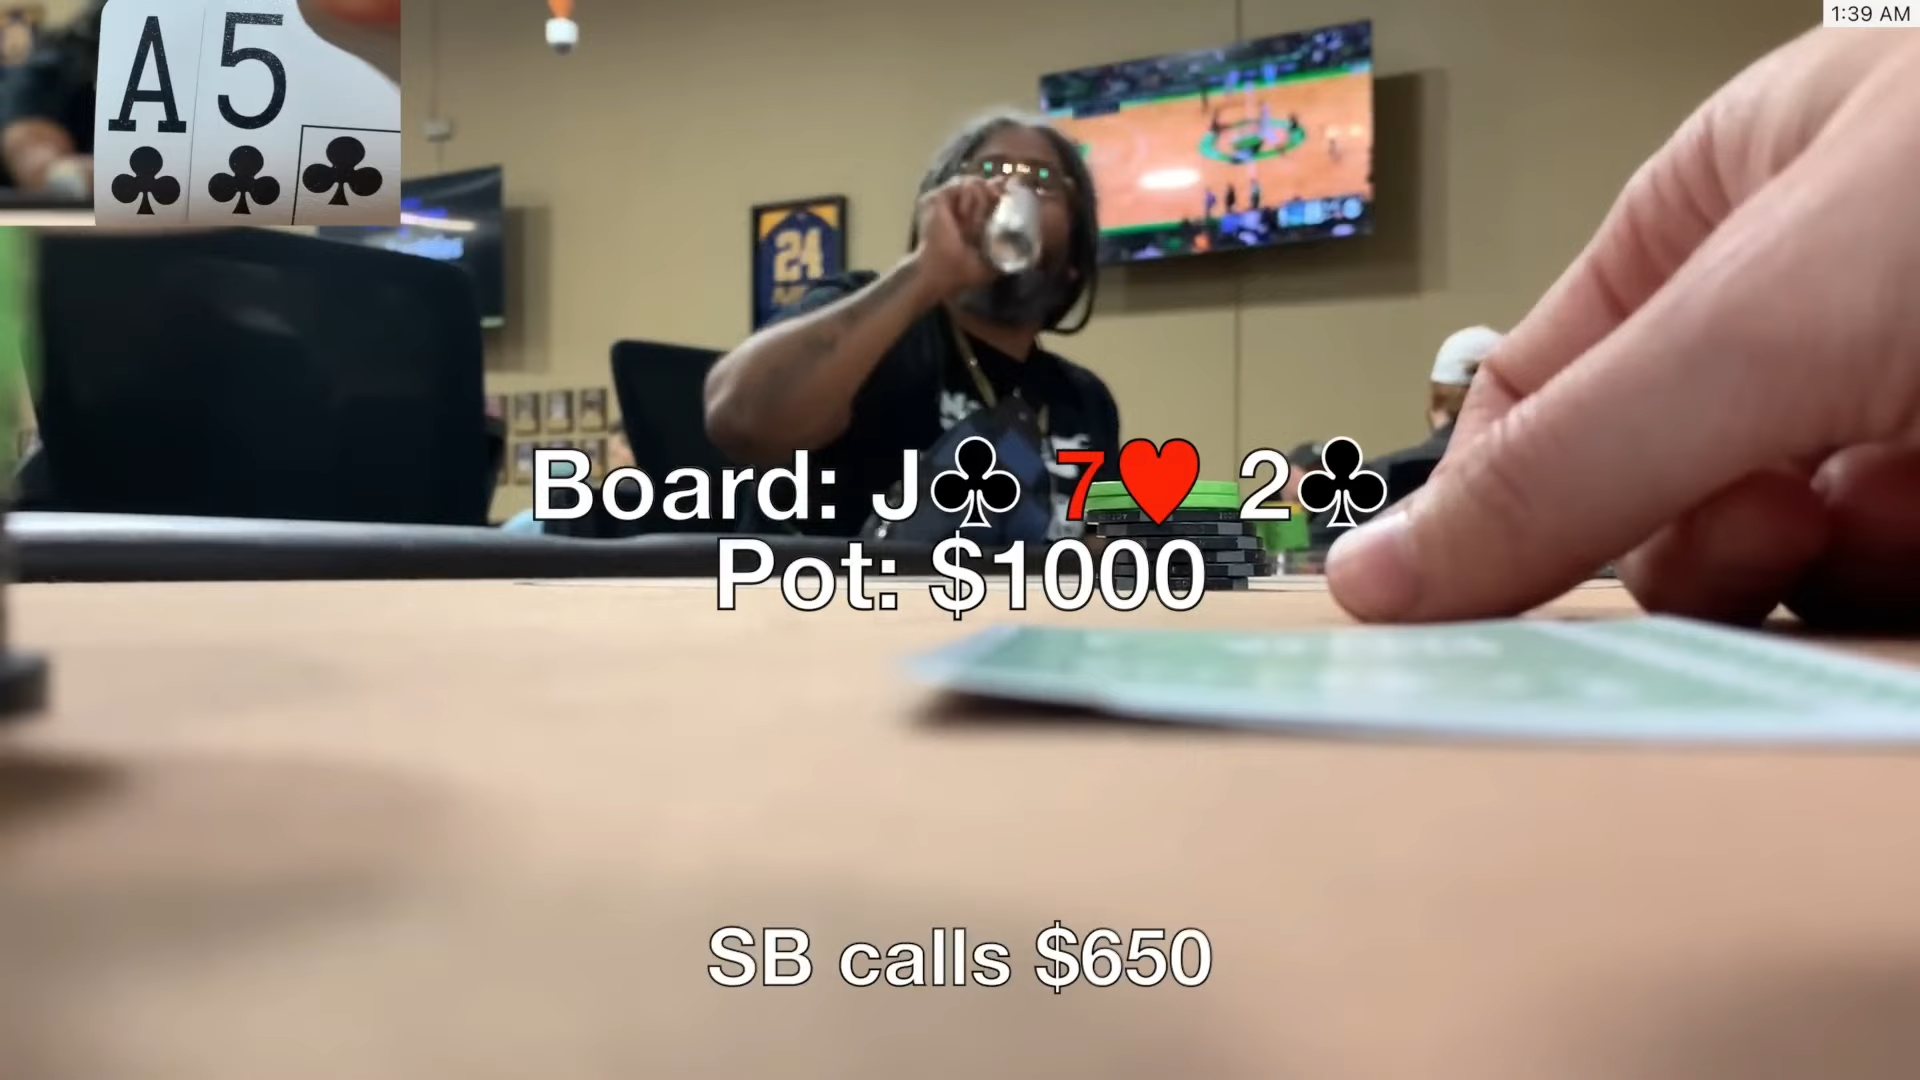 A 5
♣ ♣ ♣
1:39 AM
24
Board: J♣ 7♥ 2♣
Pot: $1000
SB calls $650